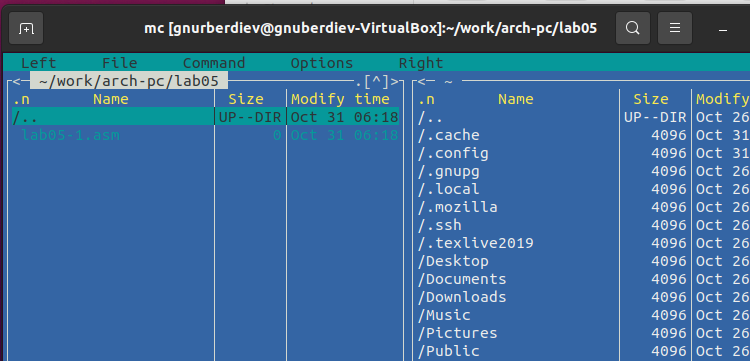 mc [gnurberdiev@gnuberdiev-VirtualBox]:~/work/arch-pc/lab05
Left File Command Options Right
<─ ~/work/arch-pc/lab05 .[^]> <─ ~
.n Name Size Modify time .n Name Size Modify
/.. UP--DIR Oct 31 06:18 /.. UP--DIR Oct 26
lab05-1.asm 0 Oct 31 06:18 /.cache 4096 Oct 31
/.config 4096 Oct 31
/.gnupg 4096 Oct 26
/.local 4096 Oct 26
/.mozilla 4096 Oct 26
/.ssh 4096 Oct 26
/.texlive2019 4096 Oct 26
/Desktop 4096 Oct 26
/Documents 4096 Oct 26
/Downloads 4096 Oct 26
/Music 4096 Oct 26
/Pictures 4096 Oct 26
/Public 4096 Oct 26